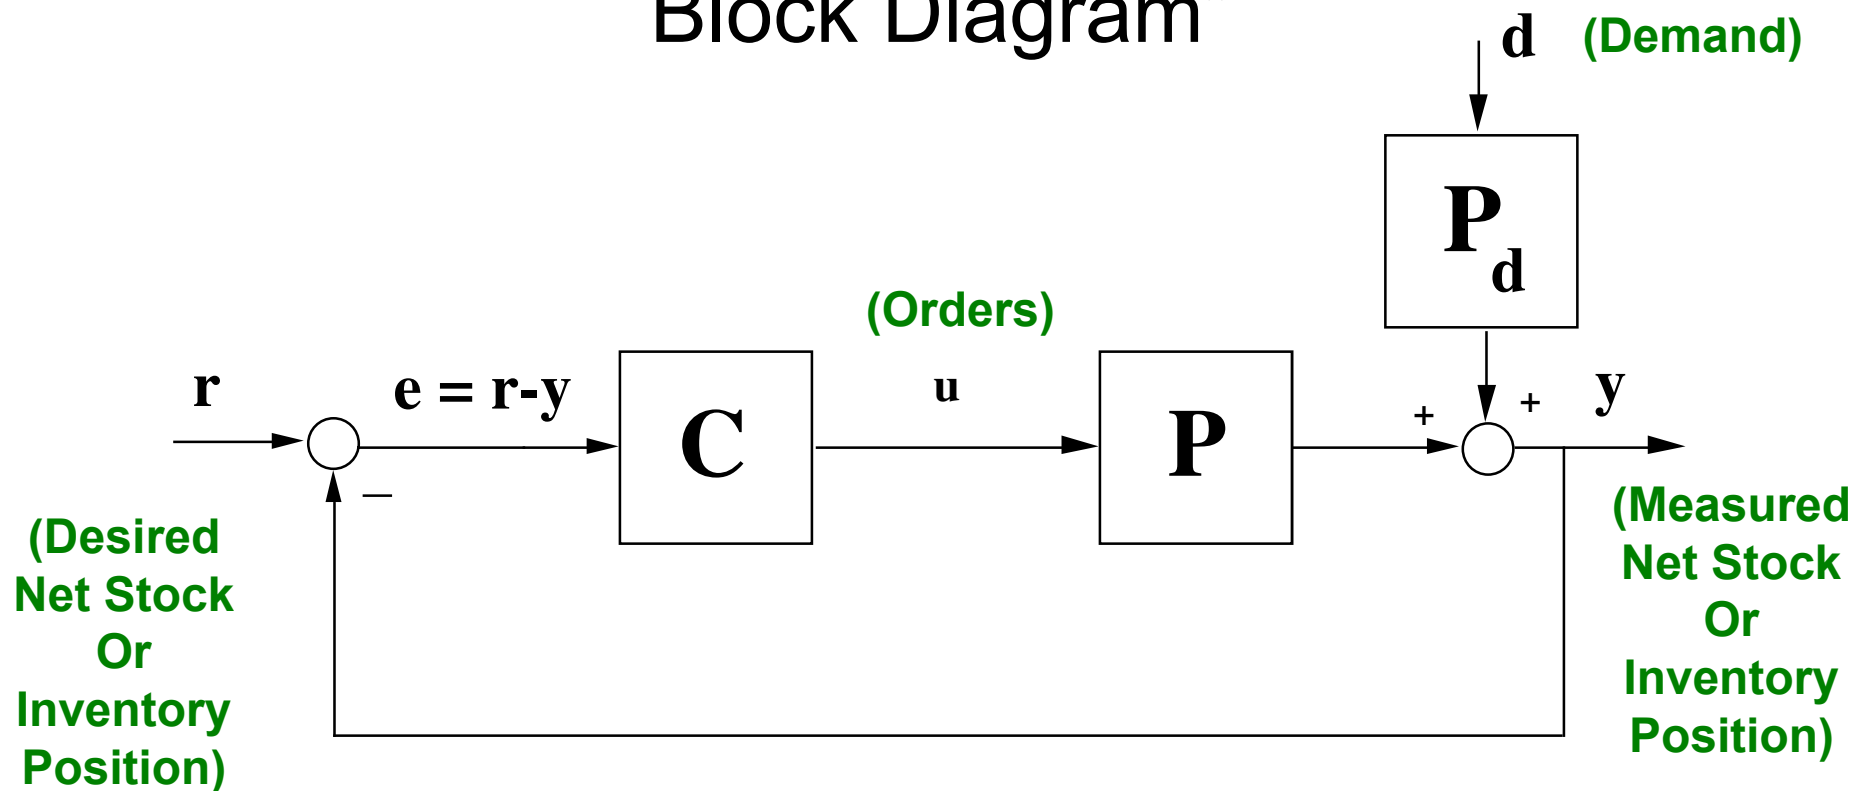 Block Diagram
d (Demand)
P
d
(Orders)
r
e = r-y
C
u
P
+
+
y
–
(Desired
Net Stock
Or
Inventory
Position)
(Measured
Net Stock
Or
Inventory
Position)